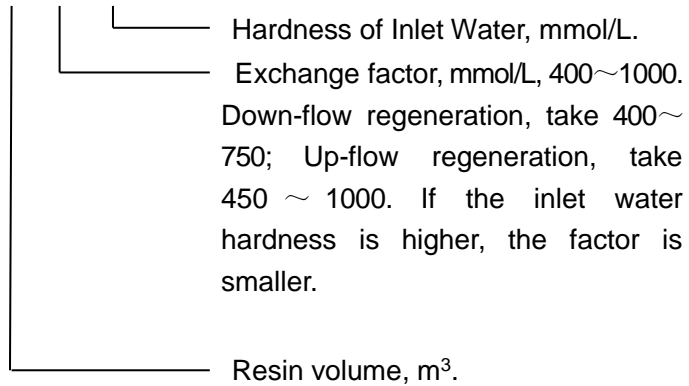 Hardness of Inlet Water, mmol/L.
Exchange factor, mmol/L, 400～1000.
Down-flow regeneration, take 400～
750; Up-flow regeneration, take
450 ～ 1000. If the inlet water
hardness is higher, the factor is
smaller.
Resin volume, m³.